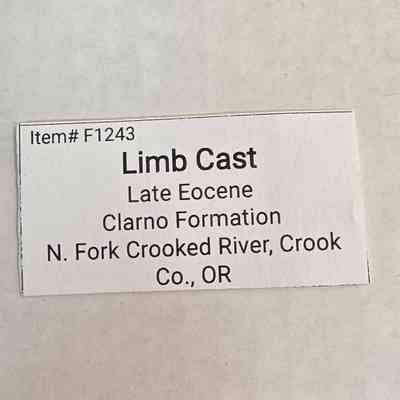 Item# F1243
Limb Cast
Late Eocene
Clarno Formation
N. Fork Crooked River, Crook
Co., OR